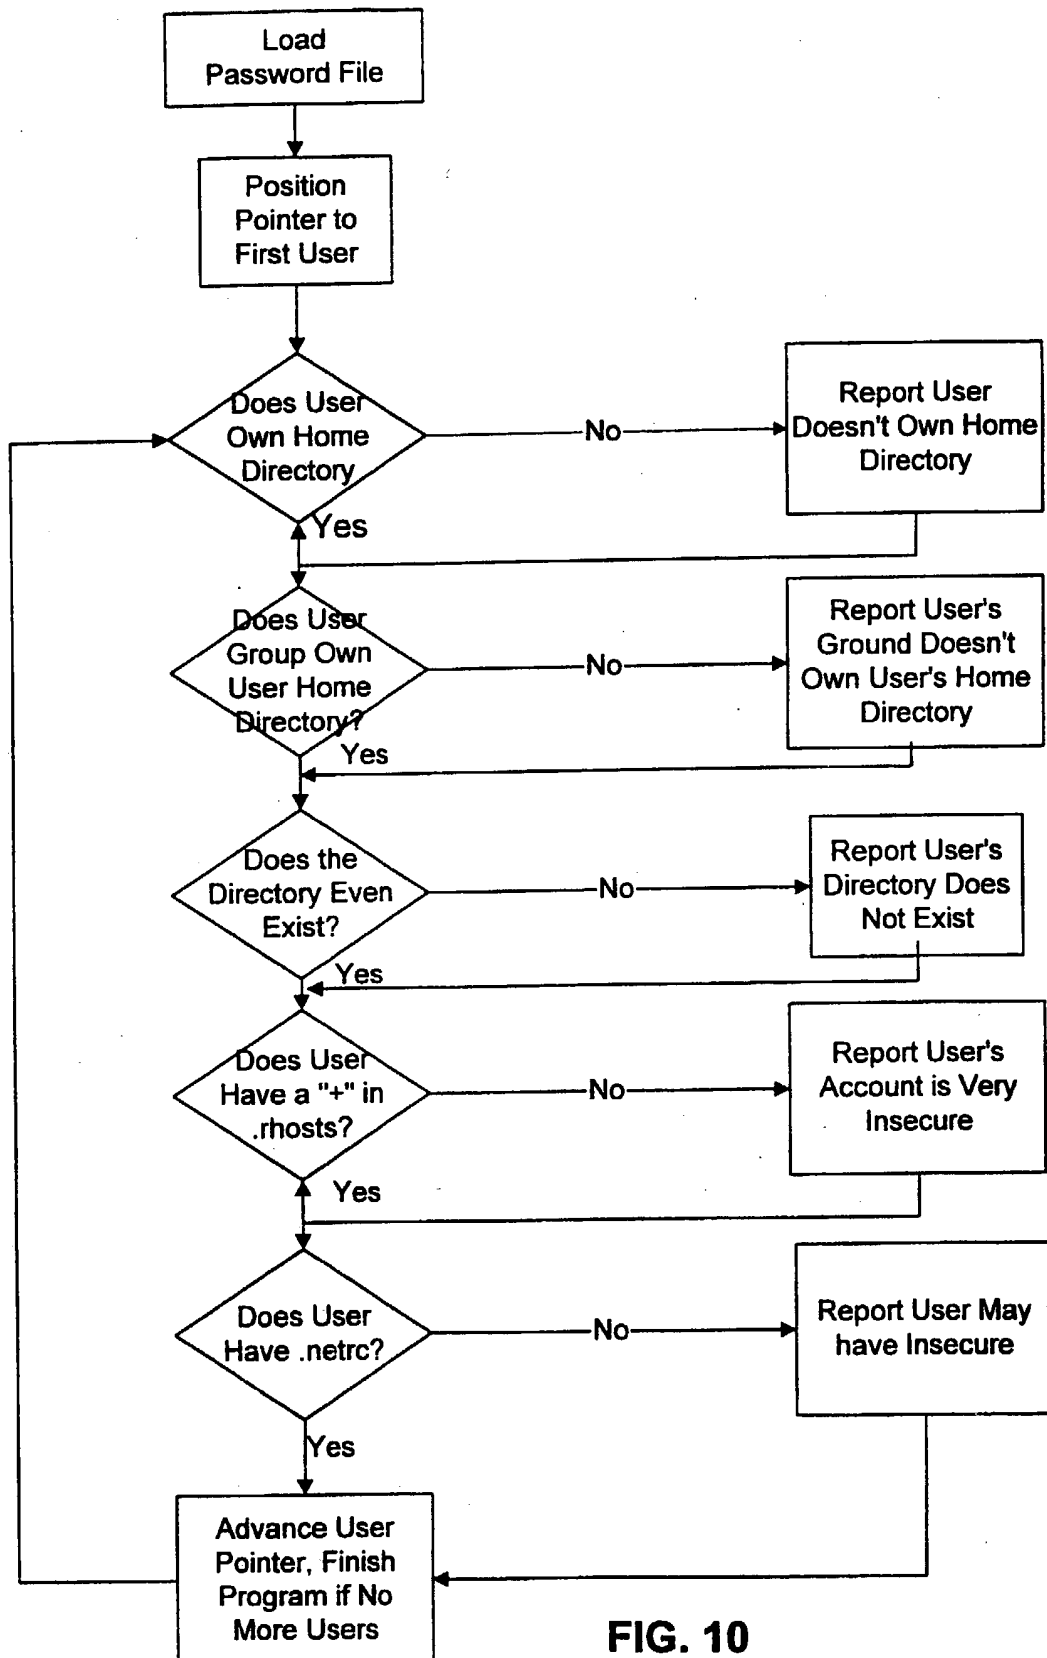 Load
Password File
Position
Pointer to
First User
Does User
Own Home
Directory
No
Report User
Doesn't Own Home
Directory
Yes
Does User
Group Own
User Home
Directory?
No
Report User's
Ground Doesn't
Own User's Home
Directory
Yes
Does the
Directory Even
Exist?
No
Report User's
Directory Does
Not Exist
Yes
Does User
Have a "+" in
.rhosts?
No
Report User's
Account is Very
Insecure
Yes
Does User
Have .netrc?
No
Report User May
have Insecure
Yes
Advance User
Pointer, Finish
Program if No
More Users
FIG. 10